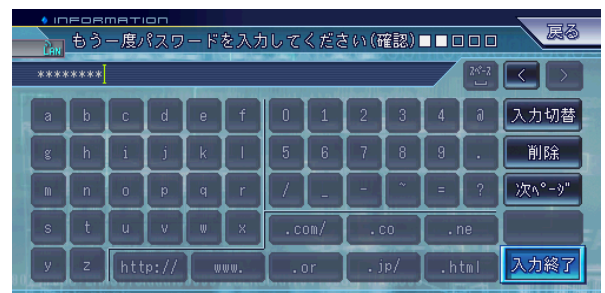 INFORMATION
LAN もう一度パスワードを入力してください(確認)■■□□□ 戻る
******** スペース < >
a b c d e f 0 1 2 3 4 @ 入力切替
g h i j k l 5 6 7 8 9 . 削除
m n o p q r / _ - ~ = ? 次ページ
s t u v w x .com/ .co .ne
y z http:// www. .or .jp/ .html 入力終了